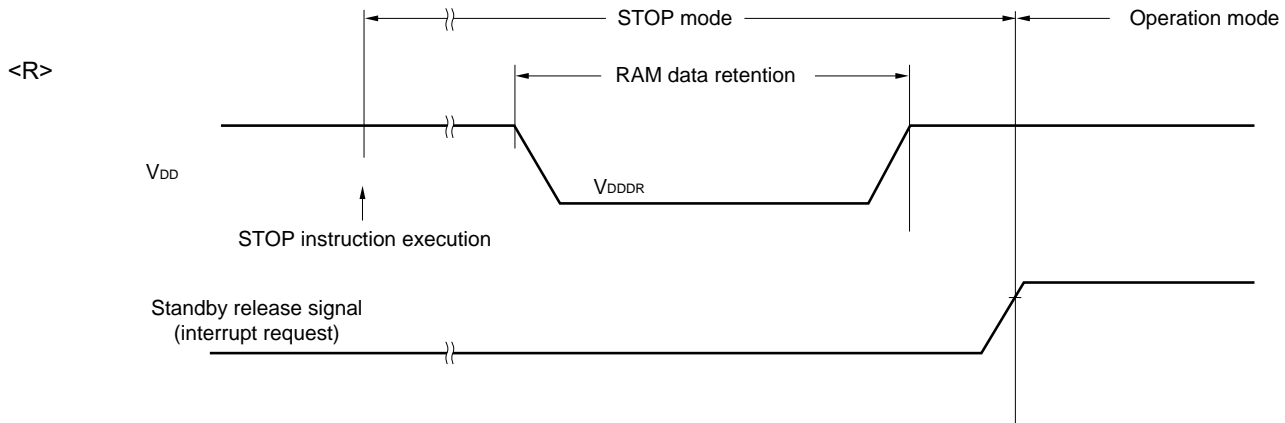 STOP mode
Operation mode
<R>
RAM data retention
VDD
VDDDR
STOP instruction execution
Standby release signal
(interrupt request)